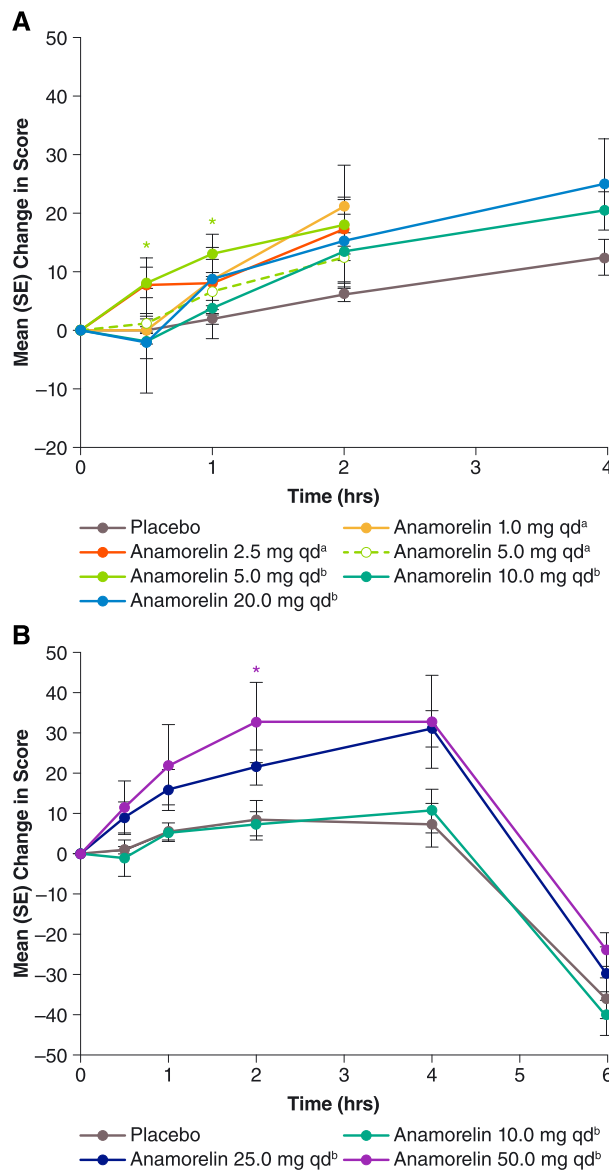 A
50
40
30
20
10
0
–10
–20
Mean (SE) Change in Score
*
*
0 1 2 3 4
Time (hrs)
Placebo Anamorelin 1.0 mg qdᵃ
Anamorelin 2.5 mg qdᵃ Anamorelin 5.0 mg qdᵃ
Anamorelin 5.0 mg qdᵇ Anamorelin 10.0 mg qdᵇ
Anamorelin 20.0 mg qdᵇ
B
50
40
30
20
10
0
–10
–20
–30
–40
–50
Mean (SE) Change in Score
*
0 1 2 3 4 5 6
Time (hrs)
Placebo Anamorelin 10.0 mg qdᵇ
Anamorelin 25.0 mg qdᵇ Anamorelin 50.0 mg qdᵇ